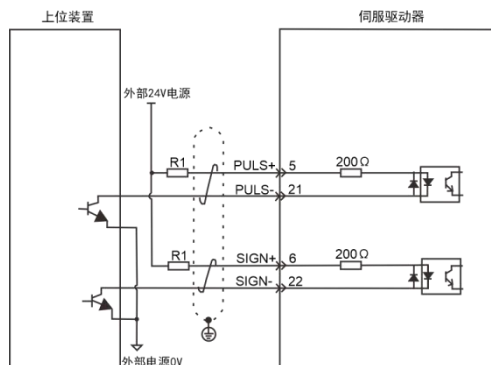 上位装置
伺服驱动器
外部24V电源
R1
PULS+
5
200Ω
PULS-
21
R1
SIGN+
6
200Ω
SIGN-
22
外部电源0V